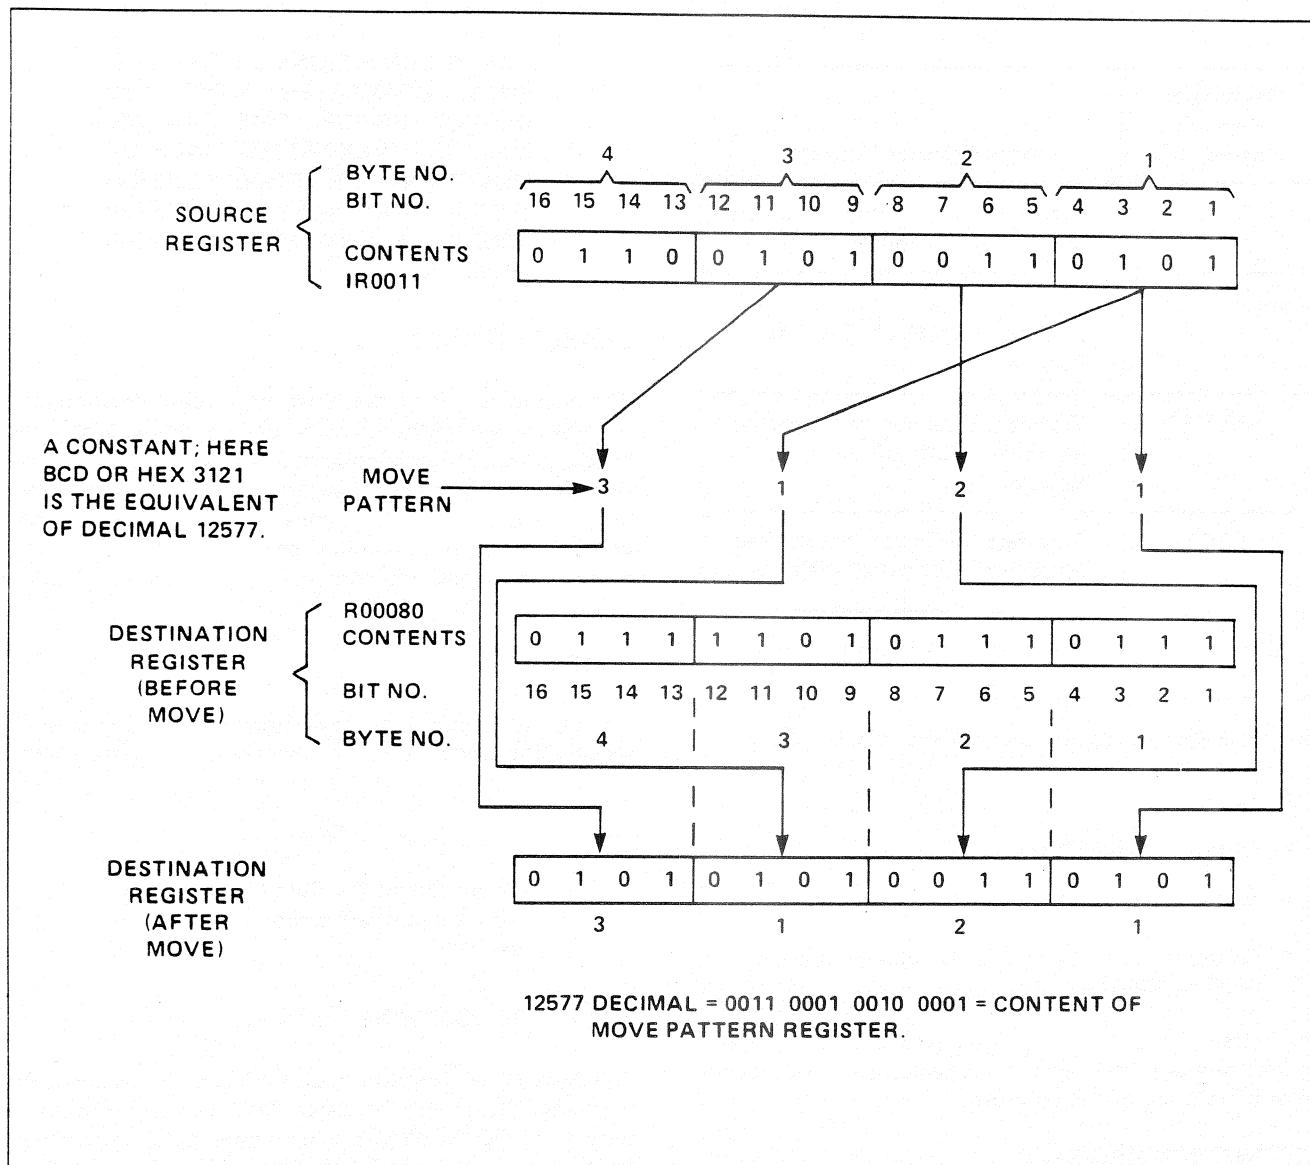 4 3 2 1
BYTE NO.
BIT NO.
16 15 14 13 12 11 10 9 8 7 6 5 4 3 2 1
SOURCE
REGISTER
CONTENTS
IR0011
0 1 1 0 0 1 0 1 0 0 1 1 0 1 0 1
A CONSTANT; HERE
BCD OR HEX 3121
IS THE EQUIVALENT
OF DECIMAL 12577.
MOVE
PATTERN
3 1 2 1
DESTINATION
REGISTER
(BEFORE
MOVE)
R00080
CONTENTS
0 1 1 1 1 1 0 1 0 1 1 1 0 1 1 1
BIT NO.
16 15 14 13 12 11 10 9 8 7 6 5 4 3 2 1
BYTE NO.
4 3 2 1
DESTINATION
REGISTER
(AFTER
MOVE)
0 1 0 1 0 1 0 1 0 0 1 1 0 1 0 1
3 1 2 1
12577 DECIMAL = 0011 0001 0010 0001 = CONTENT OF
MOVE PATTERN REGISTER.